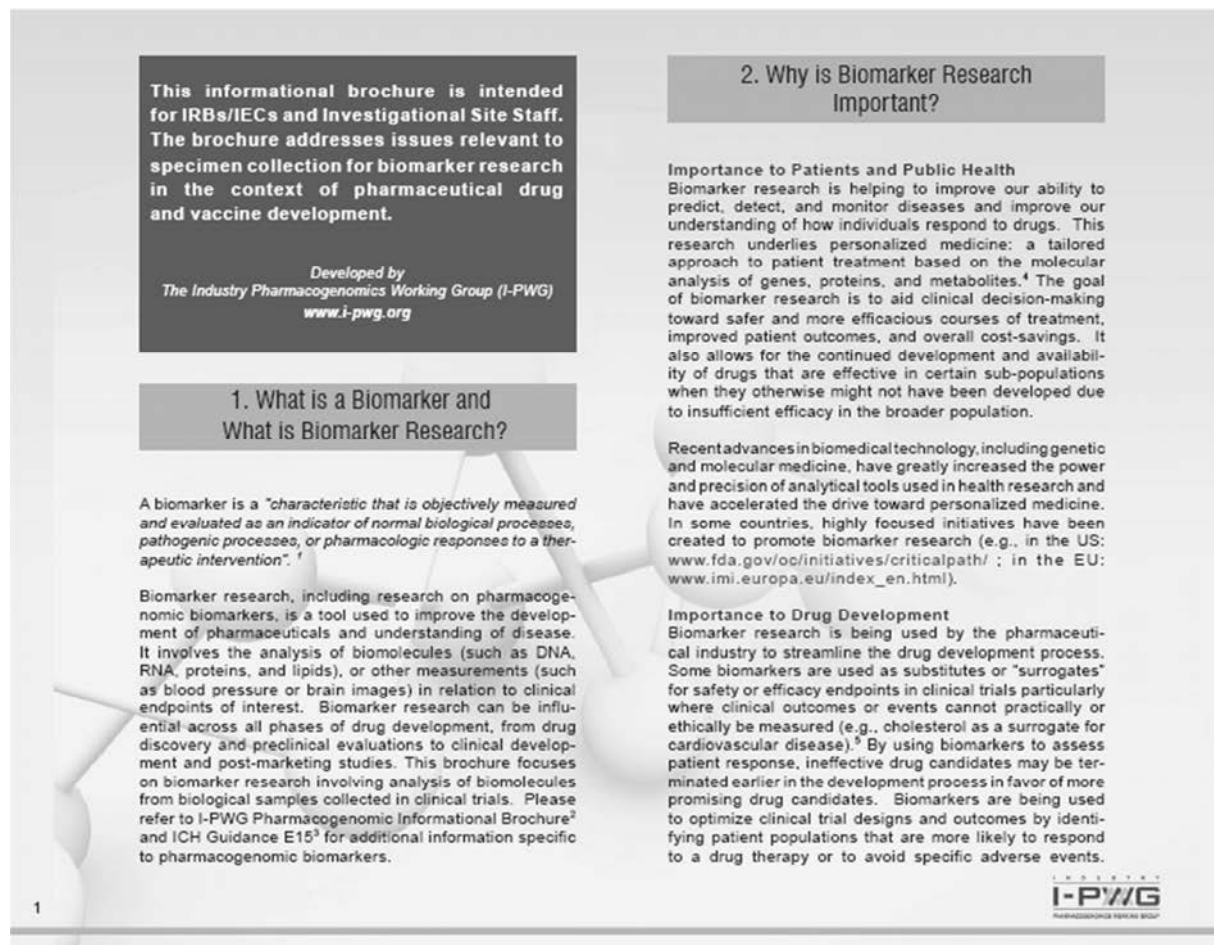 This informational brochure is intended
for IRBs/IECs and Investigational Site Staff.
The brochure addresses issues relevant to
specimen collection for biomarker research
in the context of pharmaceutical drug
and vaccine development.
Developed by
The Industry Pharmacogenomics Working Group (I-PWG)
www.i-pwg.org
1. What is a Biomarker and
What is Biomarker Research?
A biomarker is a "characteristic that is objectively measured
and evaluated as an indicator of normal biological processes,
pathogenic processes, or pharmacologic responses to a ther-
apeutic intervention". ¹
Biomarker research, including research on pharmacoge-
nomic biomarkers, is a tool used to improve the develop-
ment of pharmaceuticals and understanding of disease.
It involves the analysis of biomolecules (such as DNA,
RNA, proteins, and lipids), or other measurements (such
as blood pressure or brain images) in relation to clinical
endpoints of interest. Biomarker research can be influ-
ential across all phases of drug development, from drug
discovery and preclinical evaluations to clinical develop-
ment and post-marketing studies. This brochure focuses
on biomarker research involving analysis of biomolecules
from biological samples collected in clinical trials. Please
refer to I-PWG Pharmacogenomic Informational Brochure²
and ICH Guidance E15³ for additional information specific
to pharmacogenomic biomarkers.
2. Why is Biomarker Research
Important?
Importance to Patients and Public Health
Biomarker research is helping to improve our ability to
predict, detect, and monitor diseases and improve our
understanding of how individuals respond to drugs. This
research underlies personalized medicine: a tailored
approach to patient treatment based on the molecular
analysis of genes, proteins, and metabolites.⁴ The goal
of biomarker research is to aid clinical decision-making
toward safer and more efficacious courses of treatment,
improved patient outcomes, and overall cost-savings. It
also allows for the continued development and availabil-
ity of drugs that are effective in certain sub-populations
when they otherwise might not have been developed due
to insufficient efficacy in the broader population.
Recent advances in biomedical technology, including genetic
and molecular medicine, have greatly increased the power
and precision of analytical tools used in health research and
have accelerated the drive toward personalized medicine.
In some countries, highly focused initiatives have been
created to promote biomarker research (e.g., in the US:
www.fda.gov/oc/initiatives/criticalpath/ ; in the EU:
www.imi.europa.eu/index_en.html).
Importance to Drug Development
Biomarker research is being used by the pharmaceuti-
cal industry to streamline the drug development process.
Some biomarkers are used as substitutes or "surrogates"
for safety or efficacy endpoints in clinical trials particularly
where clinical outcomes or events cannot practically or
ethically be measured (e.g., cholesterol as a surrogate for
cardiovascular disease).⁵ By using biomarkers to assess
patient response, ineffective drug candidates may be ter-
minated earlier in the development process in favor of more
promising drug candidates. Biomarkers are being used
to optimize clinical trial designs and outcomes by identi-
fying patient populations that are more likely to respond
to a drug therapy or to avoid specific adverse events.
INDUSTRY
I-PWG
PHARMACOGENOMICS WORKING GROUP
1